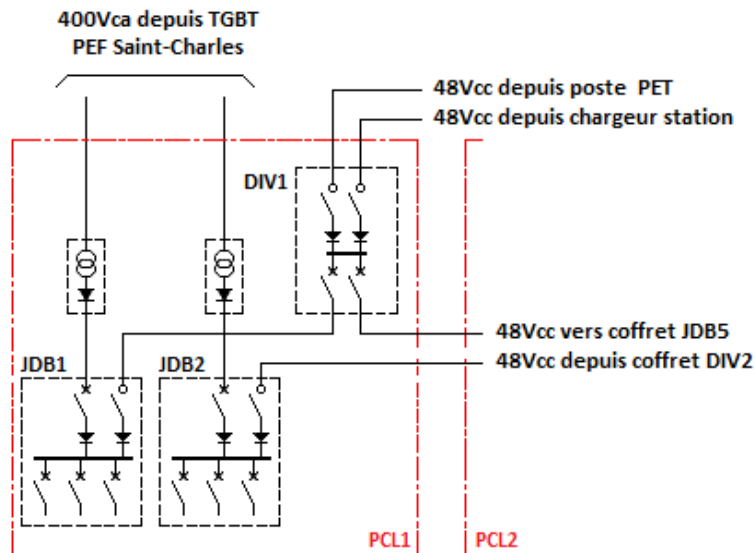 400Vca depuis TGBT
PEF Saint-Charles
48Vcc depuis poste PET
48Vcc depuis chargeur station
DIV1
48Vcc vers coffret JDB5
48Vcc depuis coffret DIV2
JDB1
JDB2
PCL1
PCL2